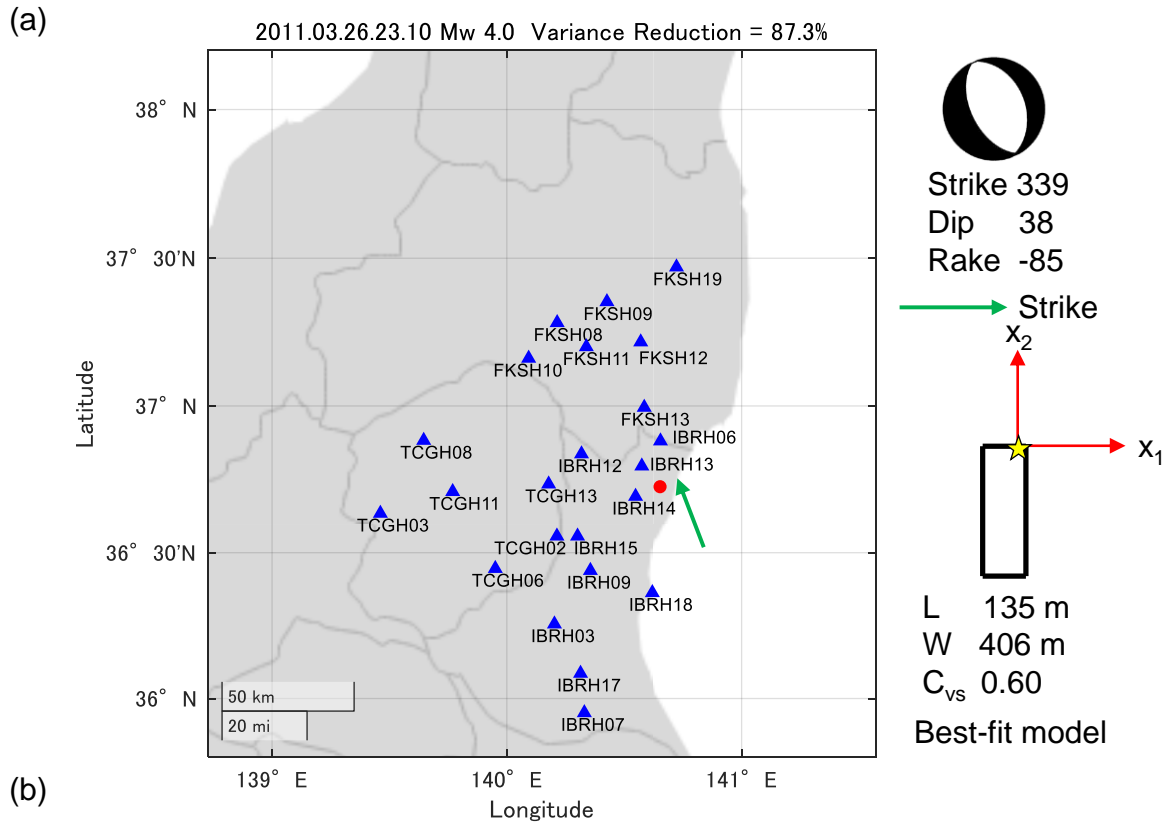 (a)
2011.03.26.23.10 Mw 4.0 Variance Reduction = 87.3%
38° N
37° 30'N
37° N
36° 30'N
36° N
Latitude
FKSH19
FKSH09
FKSH08
FKSH11
FKSH12
FKSH10
FKSH13
IBRH06
TCGH08
IBRH12
IBRH13
TCGH11
TCGH13
IBRH14
TCGH03
TCGH02
IBRH15
TCGH06
IBRH09
IBRH18
IBRH03
IBRH17
IBRH07
50 km
20 mi
139° E
140° E
141° E
Longitude
Strike 339
Dip 38
Rake -85
Strike
x2
x1
L 135 m
W 406 m
Cvs 0.60
Best-fit model
(b)